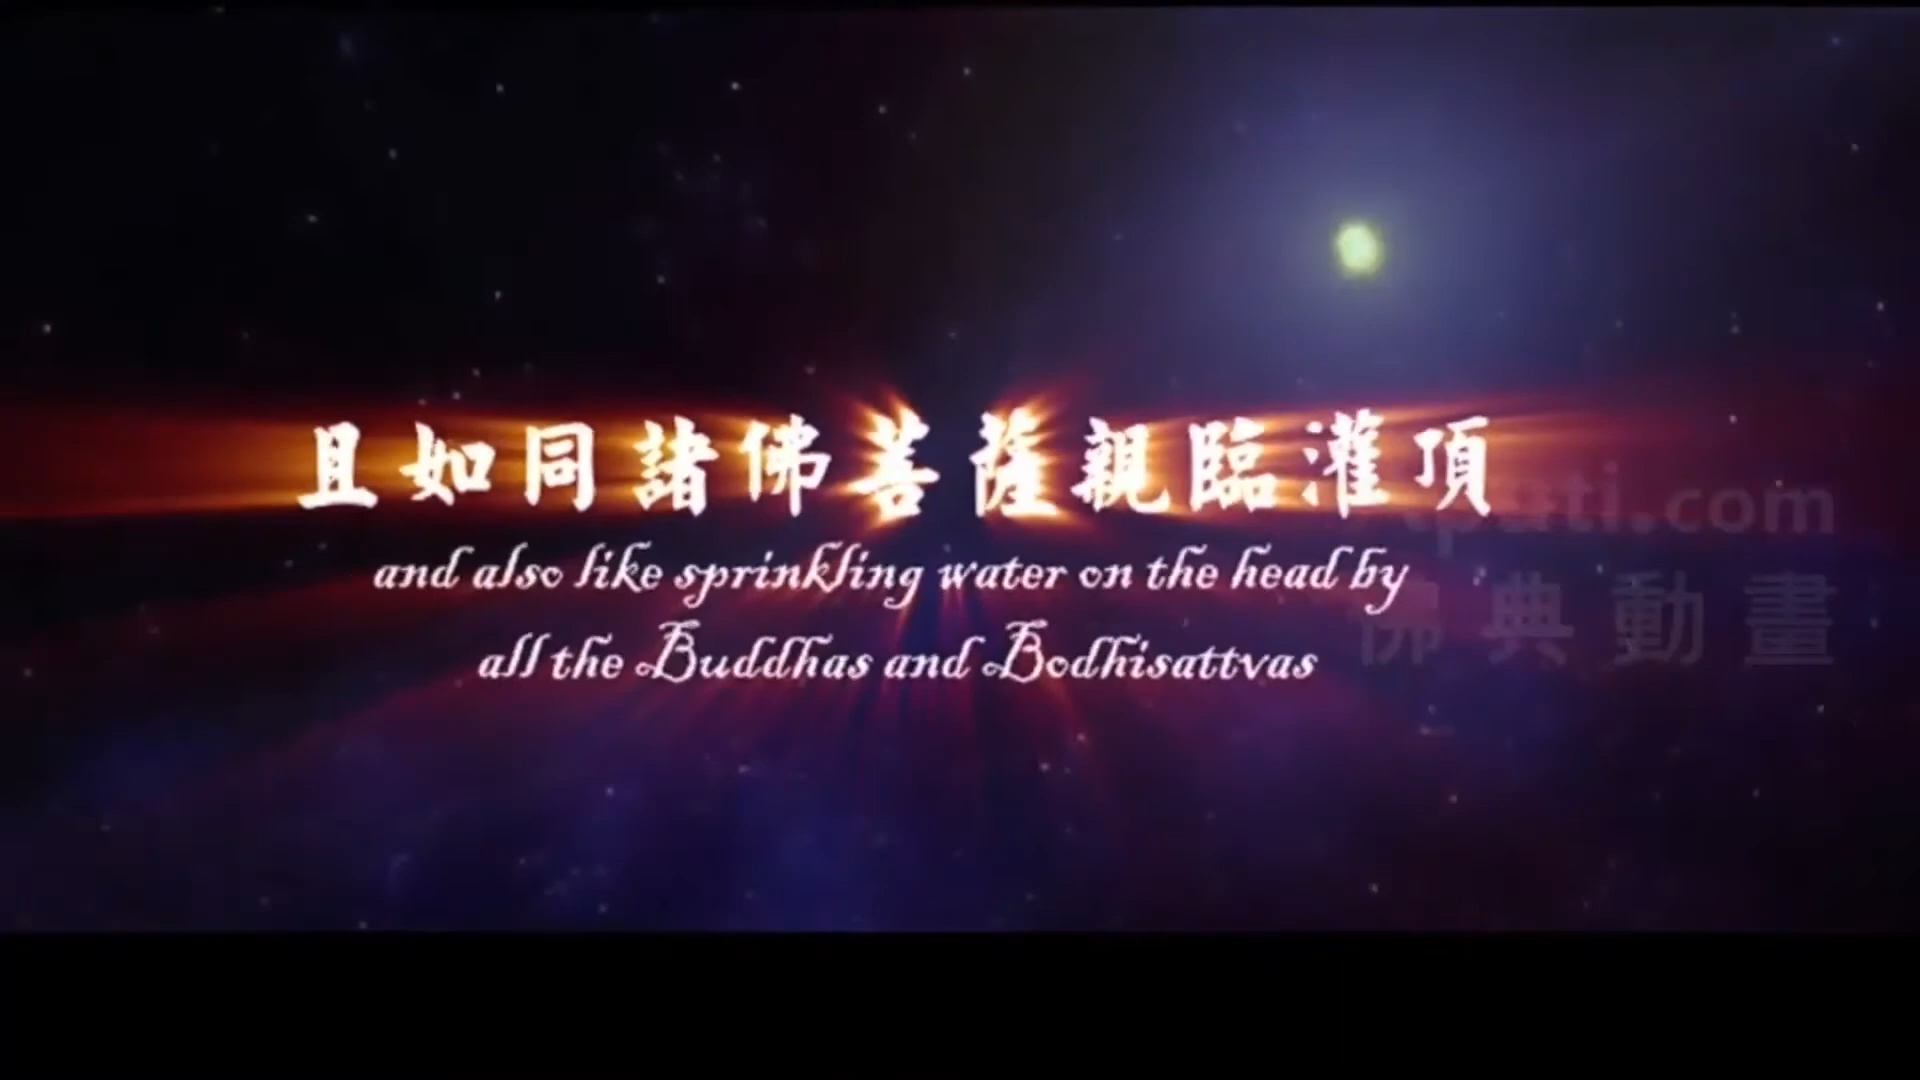 且如同諸佛菩薩親臨灌頂
and also like sprinkling water on the head by
all the Buddhas and Bodhisattvas
佛典動畫